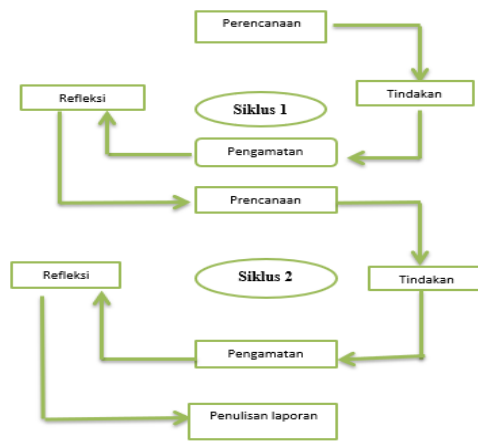 Perencanaan
Tindakan
Refleksi
Siklus 1
Pengamatan
Prencanaan
Refleksi
Siklus 2
Tindakan
Pengamatan
Penulisan laporan